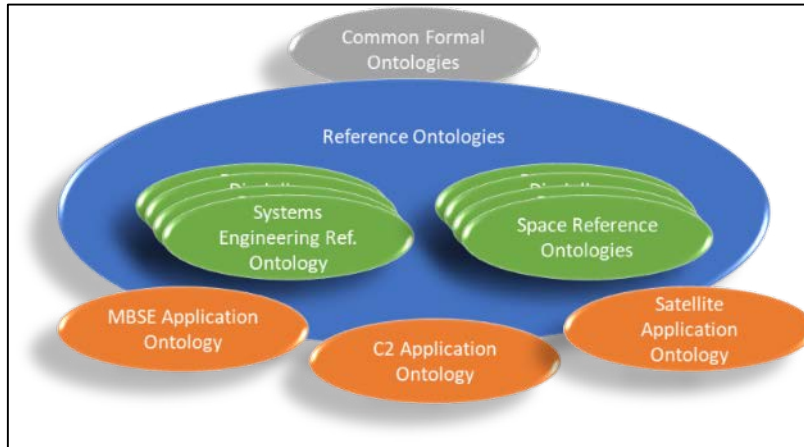 Common Formal
Ontologies
Reference Ontologies
Systems
Engineering Ref.
Ontology
Space Reference
Ontologies
MBSE Application
Ontology
C2 Application
Ontology
Satellite
Application
Ontology